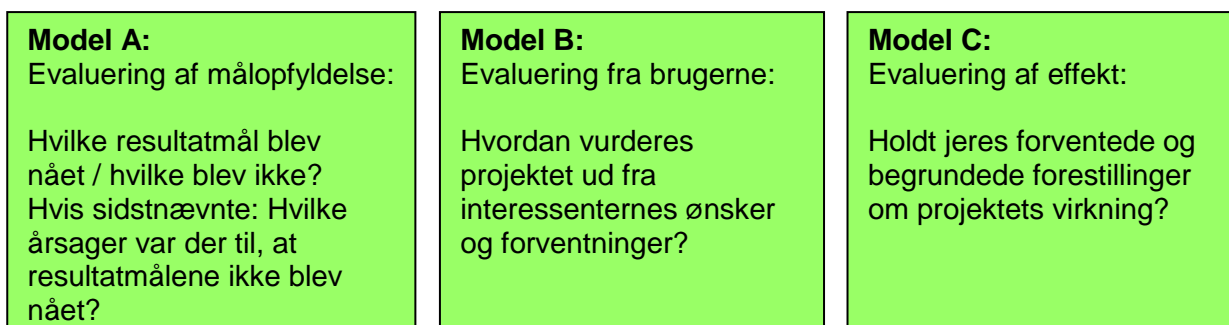 Model A:
Evaluering af målopfyldelse:
Hvilke resultatmål blev
nået / hvilke blev ikke?
Hvis sidstnævnte: Hvilke
årsager var der til, at
resultatmålene ikke blev
nået?
Model B:
Evaluering fra brugerne:
Hvordan vurderes
projektet ud fra
interessenternes ønsker
og forventninger?
Model C:
Evaluering af effekt:
Holdt jeres forventede og
begrundede forestillinger
om projektets virkning?